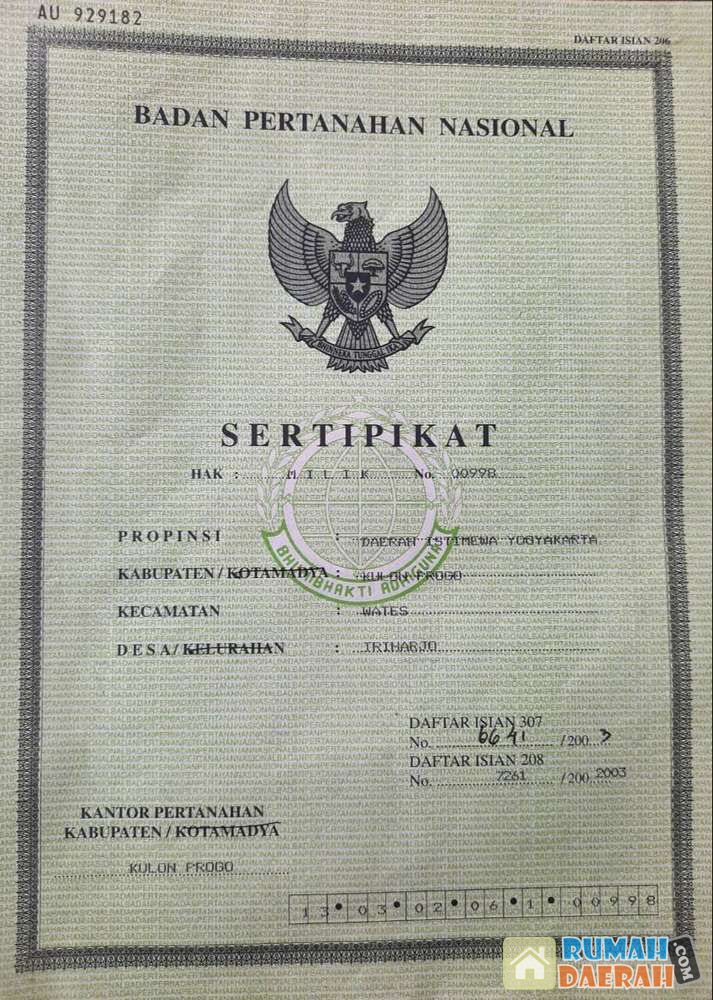 AU 929182
DAFTAR ISIAN 206
BADAN PERTANAHAN NASIONAL
BHINNEKA TUNGGAL IKA
SERTIPIKAT
HAK : MILIK No. 00998
PROPINSI : DAERAH ISTIMEWA YOGYAKARTA
KABUPATEN / KOTAMADYA : KULON PROGO
KECAMATAN : WATES
DESA / KELURAHAN : TRIHARJO
BHUMIBHAKTI ADHIGUNA
DAFTAR ISIAN 307
No. 6641 / 2003
DAFTAR ISIAN 208
No. 7261 / 200 2003
KANTOR PERTANAHAN
KABUPATEN / KOTAMADYA
KULON PROGO
13 • 03 • 02 • 06 • 1 • 00998
RUMAH DAERAH .COM